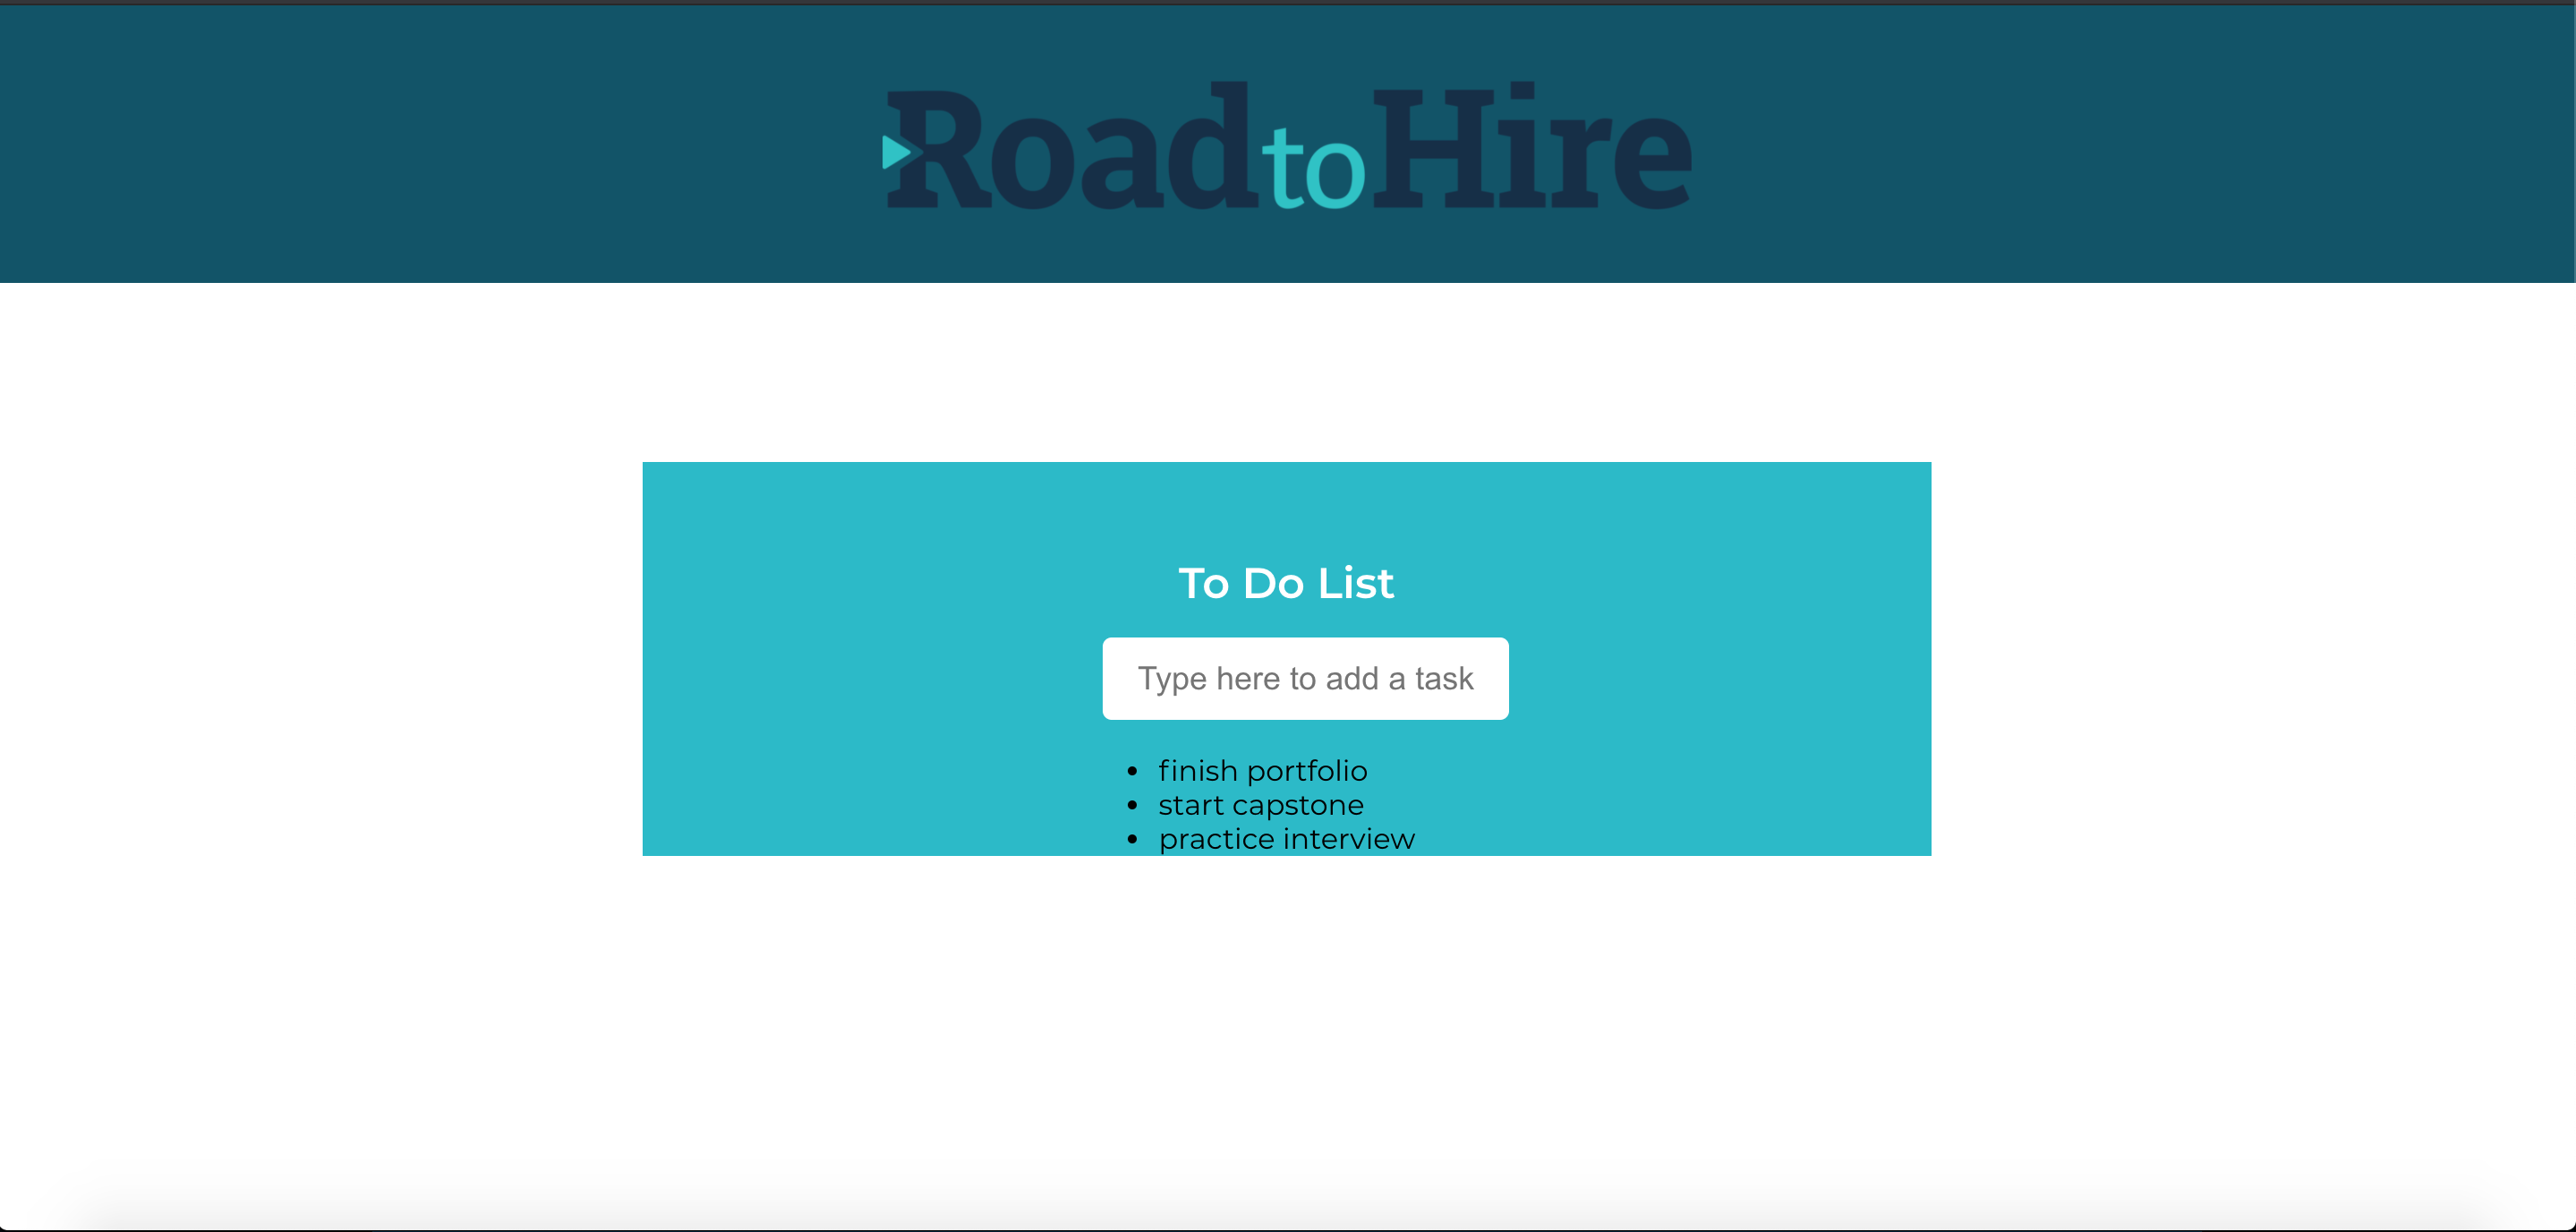 RoadtoHire
To Do List
Type here to add a task
finish portfolio
start capstone
practice interview